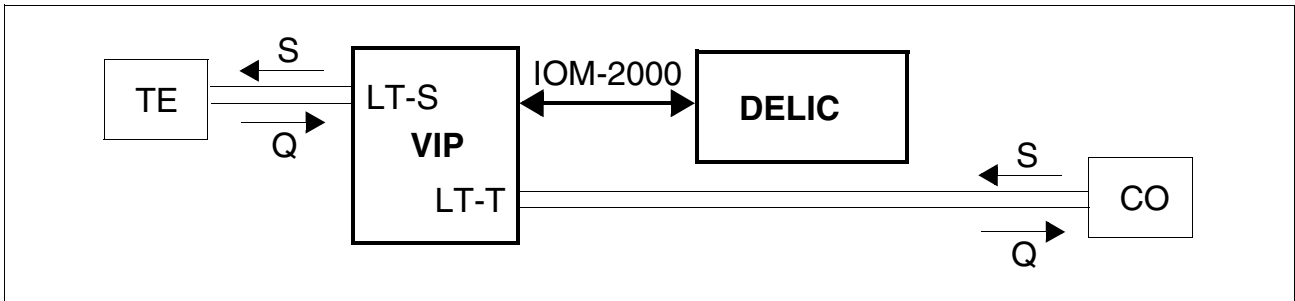 S
TE
Q
LT-S
VIP
LT-T
IOM-2000
DELIC
S
CO
Q